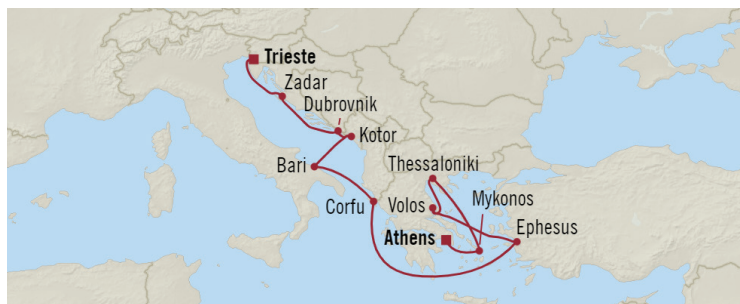 Trieste
Zadar
Dubrovnik
Kotor
Bari
Thessaloniki
Corfu
Volos
Mykonos
Athens
Ephesus